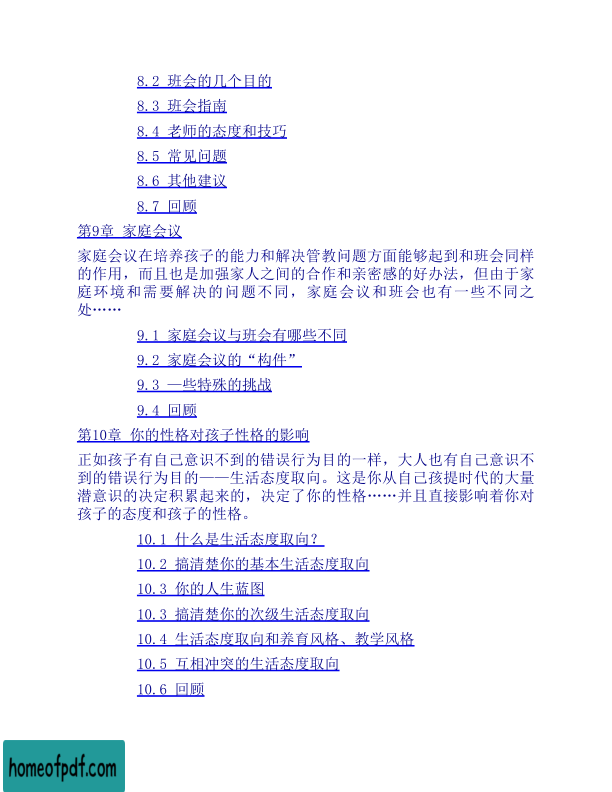 8.2 班会的几个目的
8.3 班会指南
8.4 老师的态度和技巧
8.5 常见问题
8.6 其他建议
8.7 回顾
第9章 家庭会议
家庭会议在培养孩子的能力和解决管教问题方面能够起到和班会同样
的作用，而且也是加强家人之间的合作和亲密感的好办法，但由于家
庭环境和需要解决的问题不同，家庭会议和班会也有一些不同之
处……
9.1 家庭会议与班会有哪些不同
9.2 家庭会议的“构件”
9.3 —些特殊的挑战
9.4 回顾
第10章 你的性格对孩子性格的影响
正如孩子有自己意识不到的错误行为目的一样，大人也有自己意识不
到的错误行为目的——生活态度取向。这是你从自己孩提时代的大量
潜意识的决定积累起来的，决定了你的性格……并且直接影响着你对
孩子的态度和孩子的性格。
10.1 什么是生活态度取向？
10.2 搞清楚你的基本生活态度取向
10.3 你的人生蓝图
10.3 搞清楚你的次级生活态度取向
10.4 生活态度取向和养育风格、教学风格
10.5 互相冲突的生活态度取向
10.6 回顾
homeofpdf.com